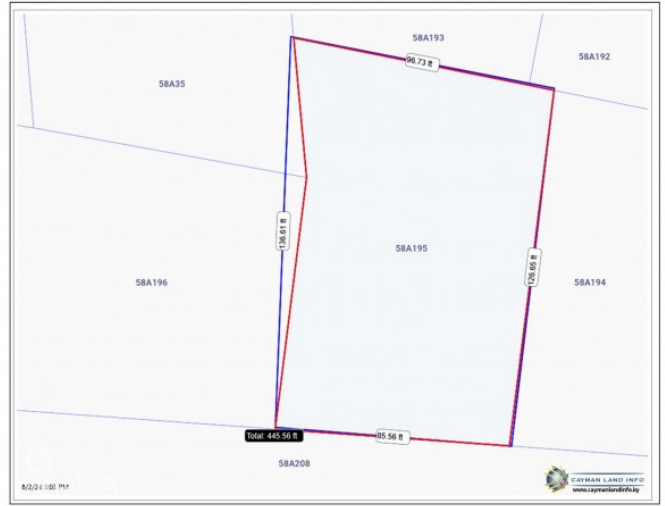 58A193
58A192
58A35
96.73 ft
136.61 ft
58A195
126.65 ft
58A196
58A194
Total: 445.56 ft
85.56 ft
58A208
CAYMAN LAND INFO
www.caymanlandinfo.ky